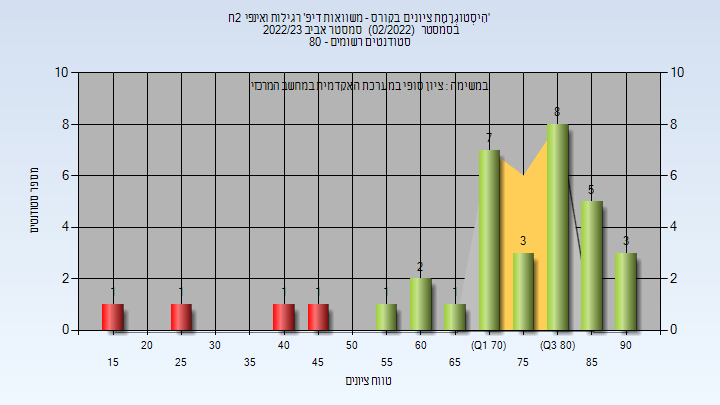 היסטוגרמת ציונים בקורס - משוואות דיפ' רגילות ואינפי 2ח'
בסמסטר (02/2022) סמסטר אביב 2022/23
סטודנטים רשומים - 80
במשימה : ציון סופי במערכת האקדמית במחשב המרכזי
מספר סטודנטים
10 10
8 8
6 6
4 4
2 2
0 0
1 1 1 1 1 2 1 7 3 8 5 3
20 30 40 50 60 (Q1 70) (Q3 80) 90
15 25 35 45 55 65 75 85
טווח ציונים